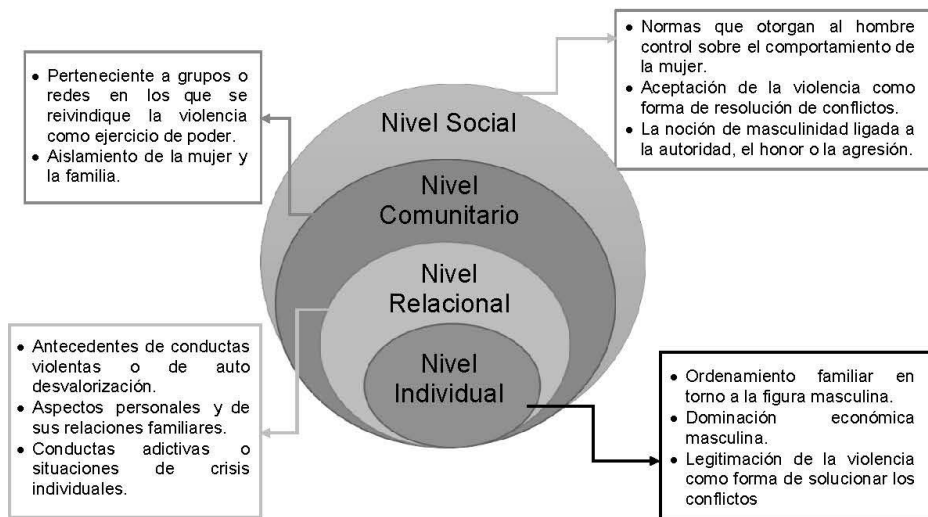 • Perteneciente a grupos o
redes en los que se
reivindique la violencia
como ejercicio de poder.
• Aislamiento de la mujer y
la familia.
• Normas que otorgan al hombre
control sobre el comportamiento de
la mujer.
• Aceptación de la violencia como
forma de resolución de conflictos.
• La noción de masculinidad ligada a
la autoridad, el honor o la agresión.
Nivel Social
Nivel
Comunitario
Nivel
Relacional
Nivel
Individual
• Antecedentes de conductas
violentas o de auto
desvalorización.
• Aspectos personales y de
sus relaciones familiares.
• Conductas adictivas o
situaciones de crisis
individuales.
• Ordenamiento familiar en
torno a la figura masculina.
• Dominación económica
masculina.
• Legitimación de la violencia
como forma de solucionar los
conflictos